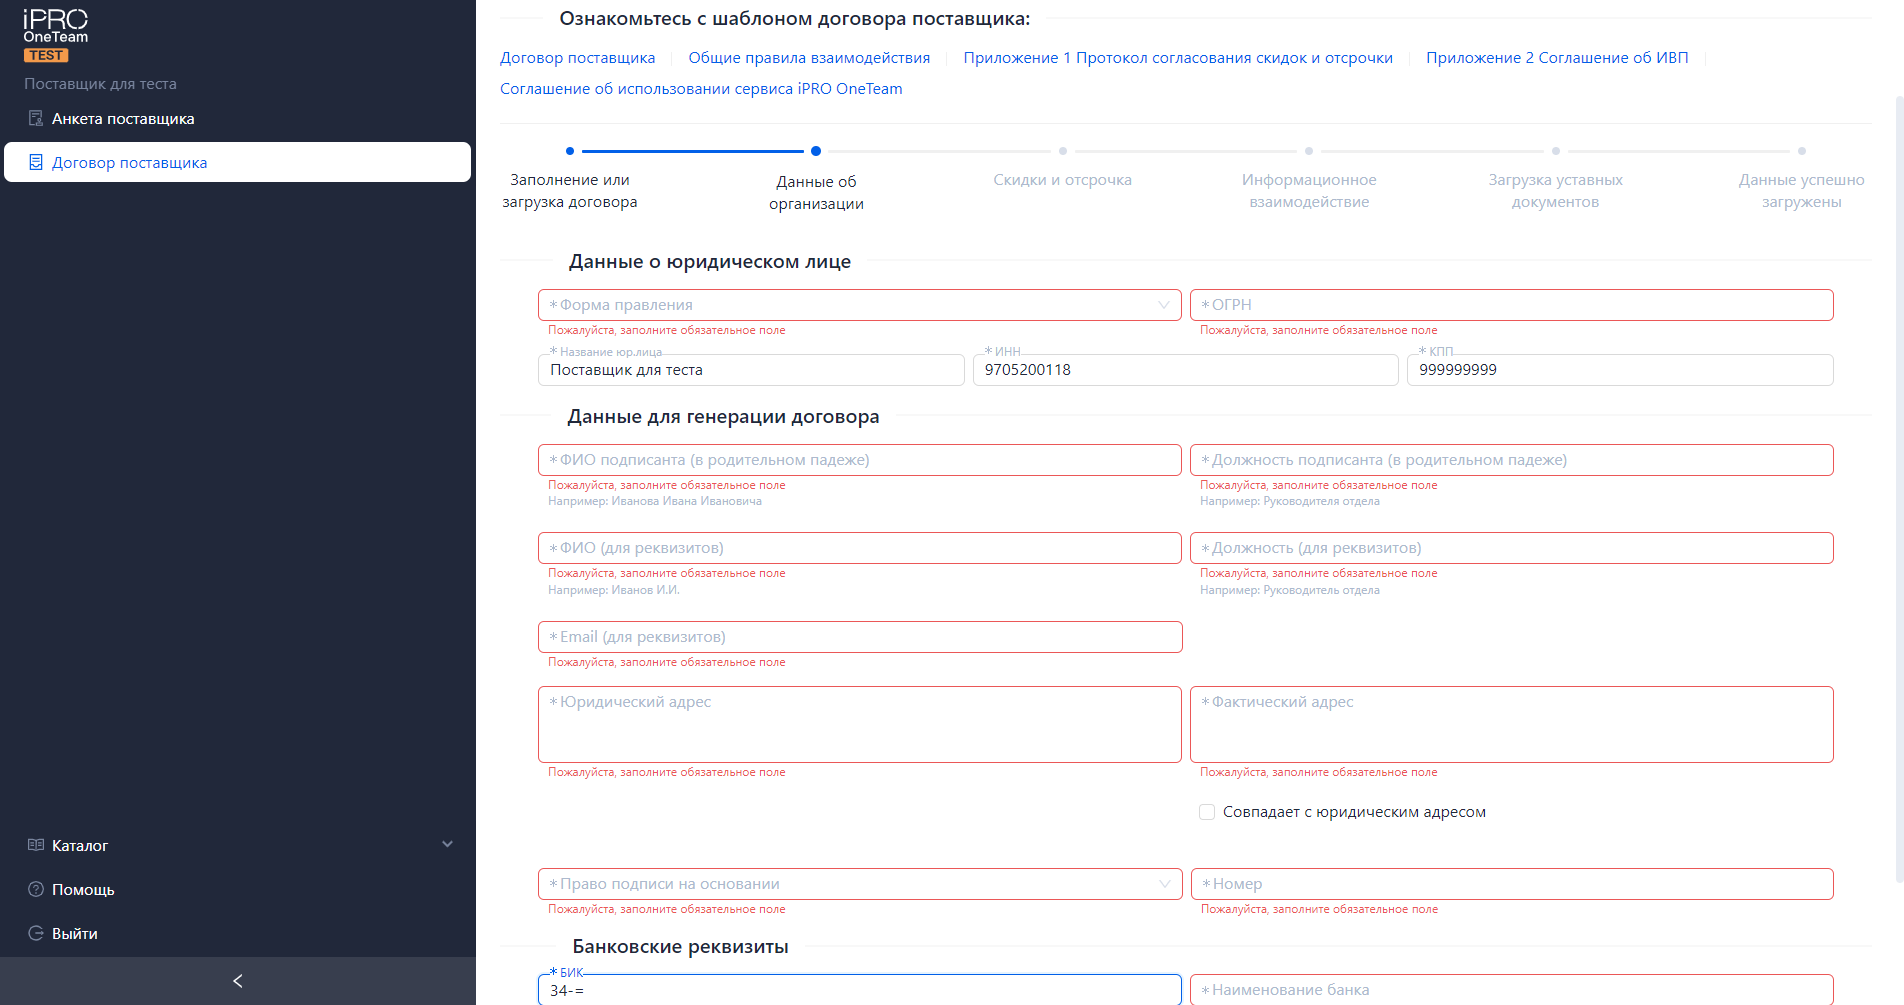 iPRO
OneTeam
TEST
Поставщик для теста
Анкета поставщика
Договор поставщика
Каталог
Помощь
Выйти
Ознакомьтесь с шаблоном договора поставщика:
Договор поставщика
Общие правила взаимодействия
Приложение 1 Протокол согласования скидок и отсрочки
Приложение 2 Соглашение об ИВП
Соглашение об использовании сервиса iPRO OneTeam
Заполнение или
загрузка договора
Данные об
организации
Скидки и отсрочка
Информационное
взаимодействие
Загрузка уставных
документов
Данные успешно
загружены
Данные о юридическом лице
* Форма правления
* ОГРН
Пожалуйста, заполните обязательное поле
Пожалуйста, заполните обязательное поле
* Название юр.лица
Поставщик для теста
* ИНН
9705200118
* КПП
999999999
Данные для генерации договора
* ФИО подписанта (в родительном падеже)
* Должность подписанта (в родительном падеже)
Пожалуйста, заполните обязательное поле
Пожалуйста, заполните обязательное поле
Например: Иванова Ивана Ивановича
Например: Руководителя отдела
* ФИО (для реквизитов)
* Должность (для реквизитов)
Пожалуйста, заполните обязательное поле
Пожалуйста, заполните обязательное поле
Например: Иванов И.И.
Например: Руководитель отдела
* Email (для реквизитов)
Пожалуйста, заполните обязательное поле
* Юридический адрес
* Фактический адрес
Пожалуйста, заполните обязательное поле
Пожалуйста, заполните обязательное поле
Совпадает с юридическим адресом
* Право подписи на основании
* Номер
Пожалуйста, заполните обязательное поле
Пожалуйста, заполните обязательное поле
Банковские реквизиты
* БИК
34-=
* Наименование банка